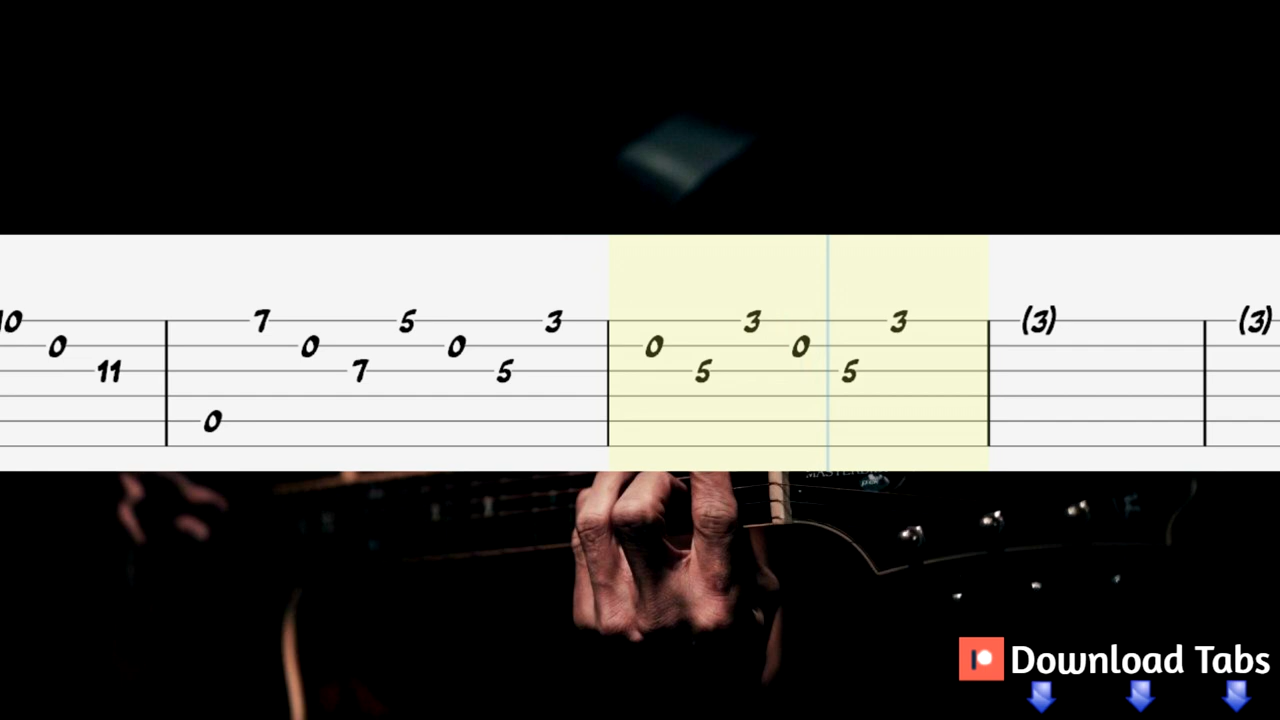 10 7 5 3 3 3 (3) (3)
0 0 0 0 0
11 7 5 5 5
0
Download Tabs